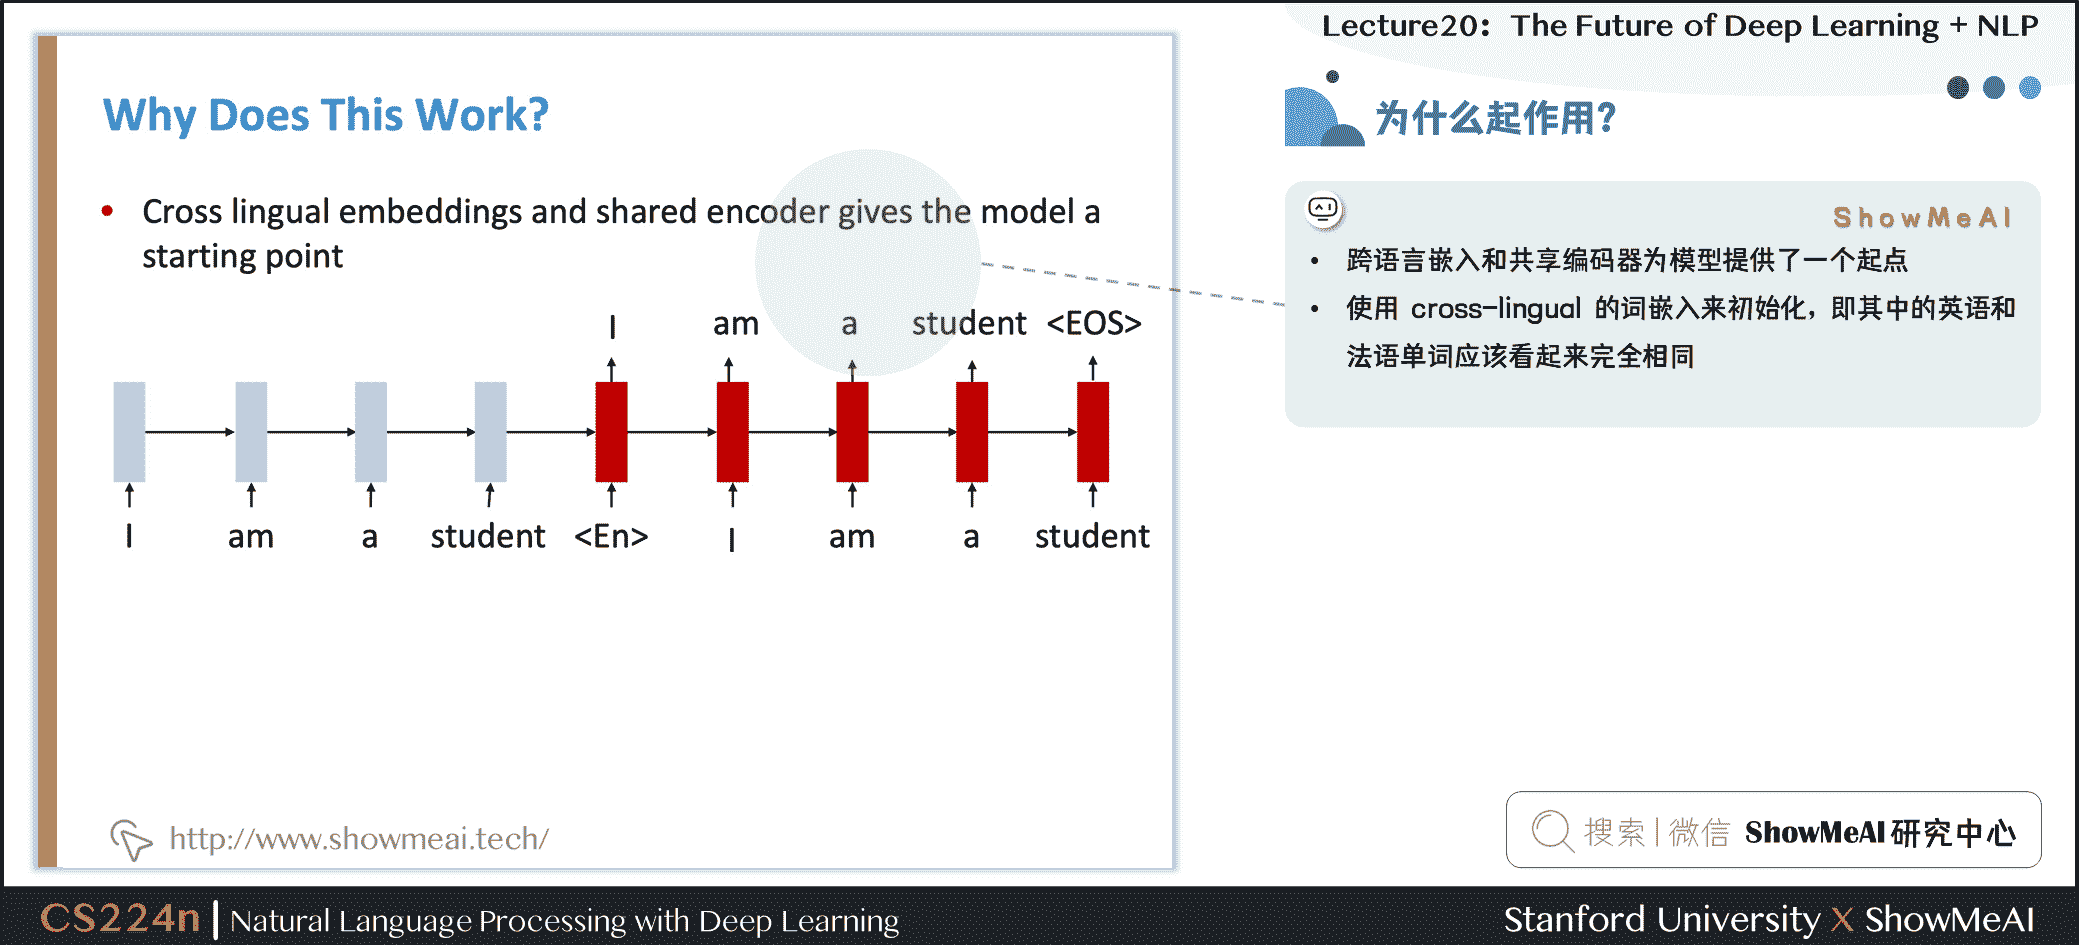 Lecture20: The Future of Deep Learning + NLP
Why Does This Work?
• Cross lingual embeddings and shared encoder gives the model a
starting point
I am a student <EOS>
I am a student <En> I am a student
http://www.showmeai.tech/
为什么起作用?
ShowMeAI
• 跨语言嵌入和共享编码器为模型提供了一个起点
• 使用 cross-lingual 的词嵌入来初始化，即其中的英语和
法语单词应该看起来完全相同
搜索|微信 ShowMeAI 研究中心
CS224n | Natural Language Processing with Deep Learning
Stanford University X ShowMeAI